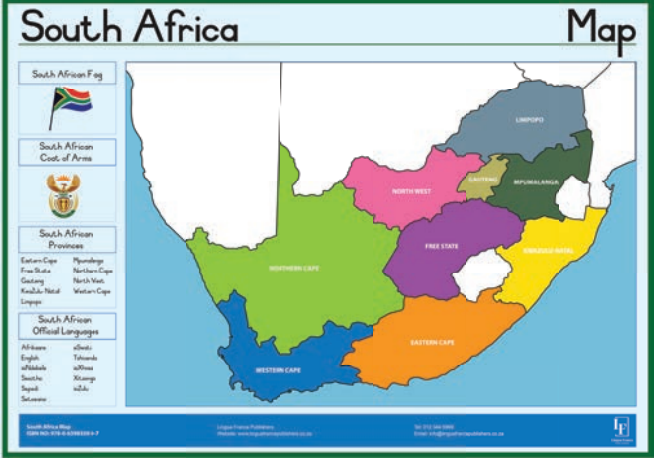 South Africa Map
South African Fag
South African
Coat of Arms
South African
Provinces
Eastern Cape Mpumalanga
Free State Northern Cape
Gauteng North West
KwaZulu Natal Western Cape
Limpopo
South African
Official Languages
Afrikaans siSwati
English Tshivenda
isiNdebele isiXhosa
Sesotho Xitsonga
Sepedi isiZulu
Setswana
LIMPOPO
NORTH WEST
GAUTENG
MPUMALANGA
FREE STATE
KWAZULU-NATAL
NORTHERN CAPE
EASTERN CAPE
WESTERN CAPE
South Africa Map
Lingua Franca Publishers